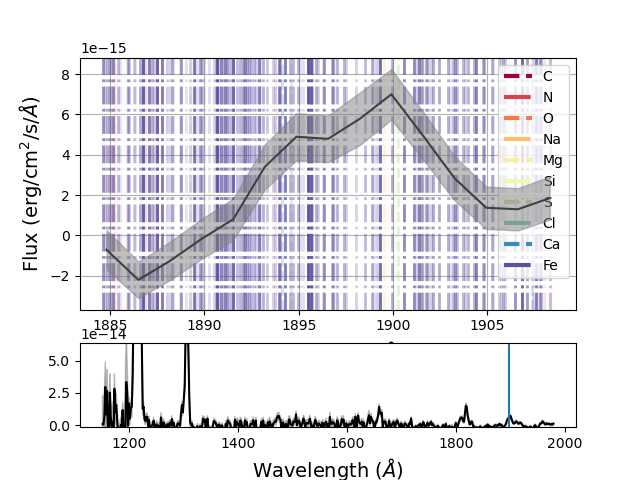 1e−15
8
6
4
2
0
−2
Flux (erg/cm²/s/Å)
C
N
O
Na
Mg
Si
S
Cl
Ca
Fe
1885 1890 1895 1900 1905
1e−14
5.0
2.5
0.0
1200 1400 1600 1800 2000
Wavelength (Å)